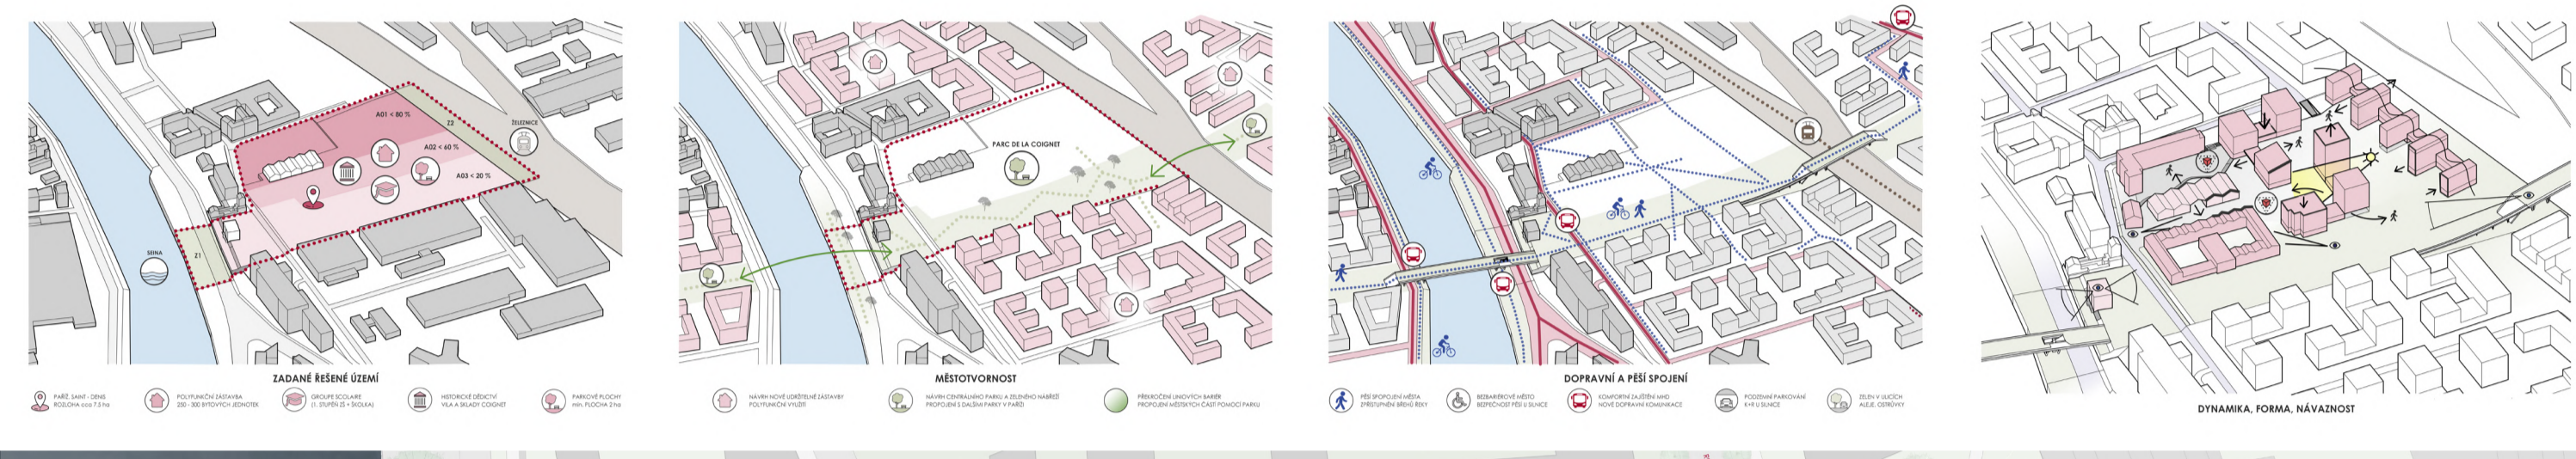 A01 < 80 %
Z2
ŽELEZNICE
A02 < 60 %
A03 < 20 %
SEINA
Z1
ZADANÉ ŘEŠENÉ ÚZEMÍ
PAŘÍŽ, SAINT - DENIS
ROZLOHA cca 7.5 ha
POLYFUNKČNÍ ZÁSTAVBA
250 - 300 BYTOVÝCH JEDNOTEK
GROUPE SCOLAIRE
(1. STUPEŇ ZŠ + ŠKOLKA)
HISTORICKÉ DĚDICTVÍ
VILA A SKLADY COIGNET
PARKOVÉ PLOCHY
min. PLOCHA 2 ha
PARC DE LA COIGNET
MĚSTOTVORNOST
NÁVRH NOVÉ UDRŽITELNÉ ZÁSTAVBY
POLYFUNKČNÍ VYUŽITÍ
NÁVRH CENTRÁLNÍHO PARKU A ZELENÉHO NÁBŘEŽÍ
PROPOJENÍ S DALŠÍMI PARKY V PAŘÍŽI
PŘEKROČENÍ LINIOVÝCH BARIÉR
PROPOJENÍ MĚSTSKÝCH ČÁSTÍ POMOCÍ PARKU
DOPRAVNÍ A PĚŠÍ SPOJENÍ
PĚŠÍ SPOPOJENÍ MĚSTA
ZPŘÍSTUPNĚNÍ BŘEHŮ ŘEKY
BEZBARIÉROVÉ MĚSTO
BEZPEČNOST PĚŠÍ U SILNICE
KOMFORTNÍ ZAJIŠTĚNÍ MHD
NOVÉ DOPRAVNÍ KOMUNIKACE
PODZEMNÍ PARKOVÁNÍ
K+R U SILNICE
ZELEŇ V ULICÍCH
ALEJE, OSTRŮVKY
DYNAMIKA, FORMA, NÁVAZNOST